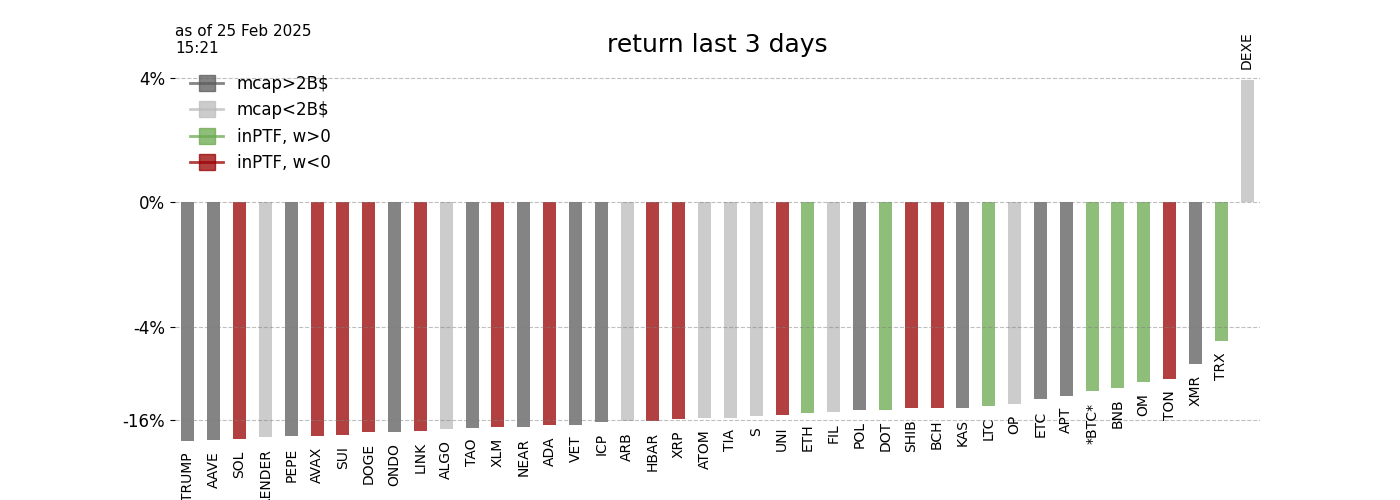 as of 25 Feb 2025
15:21
return last 3 days
DEXE
4%
mcap>2B$
mcap<2B$
inPTF, w>0
inPTF, w<0
0%
-4%
-16%
TRUMP
AAVE
SOL
ENDER
PEPE
AVAX
SUI
DOGE
ONDO
LINK
ALGO
TAO
XLM
NEAR
ADA
VET
ICP
ARB
HBAR
XRP
ATOM
TIA
S
UNI
ETH
FIL
POL
DOT
SHIB
BCH
KAS
LTC
OP
ETC
APT
*BTC*
BNB
OM
TON
XMR
TRX